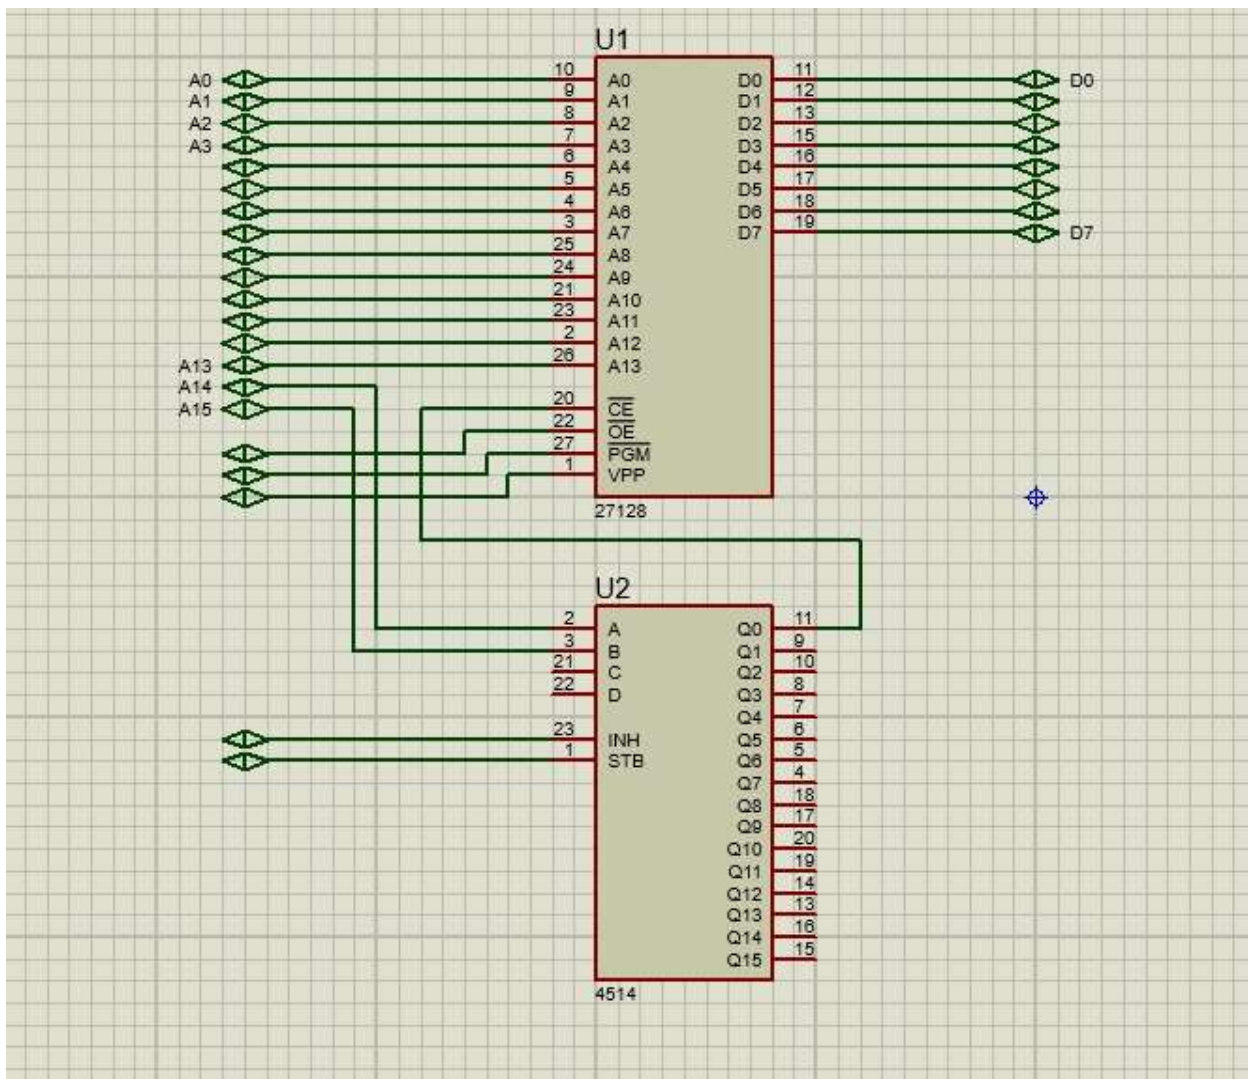 U1
A0 10 A0 D0 11 D0
A1 9 A1 D1 12
A2 8 A2 D2 13
A3 7 A3 D3 15
6 A4 D4 16
5 A5 D5 17
4 A6 D6 18
3 A7 D7 19 D7
25 A8
24 A9
21 A10
23 A11
2 A12
A13 26 A13
A14
A15 20 CE
22 OE
27 PGM
1 VPP
27128
U2
2 A Q0 11
3 B Q1 9
21 C Q2 10
22 D Q3 8
Q4 7
23 INH Q5 6
1 STB Q6 5
Q7 4
Q8 18
Q9 17
Q10 20
Q11 19
Q12 14
Q13 13
Q14 16
Q15 15
4514